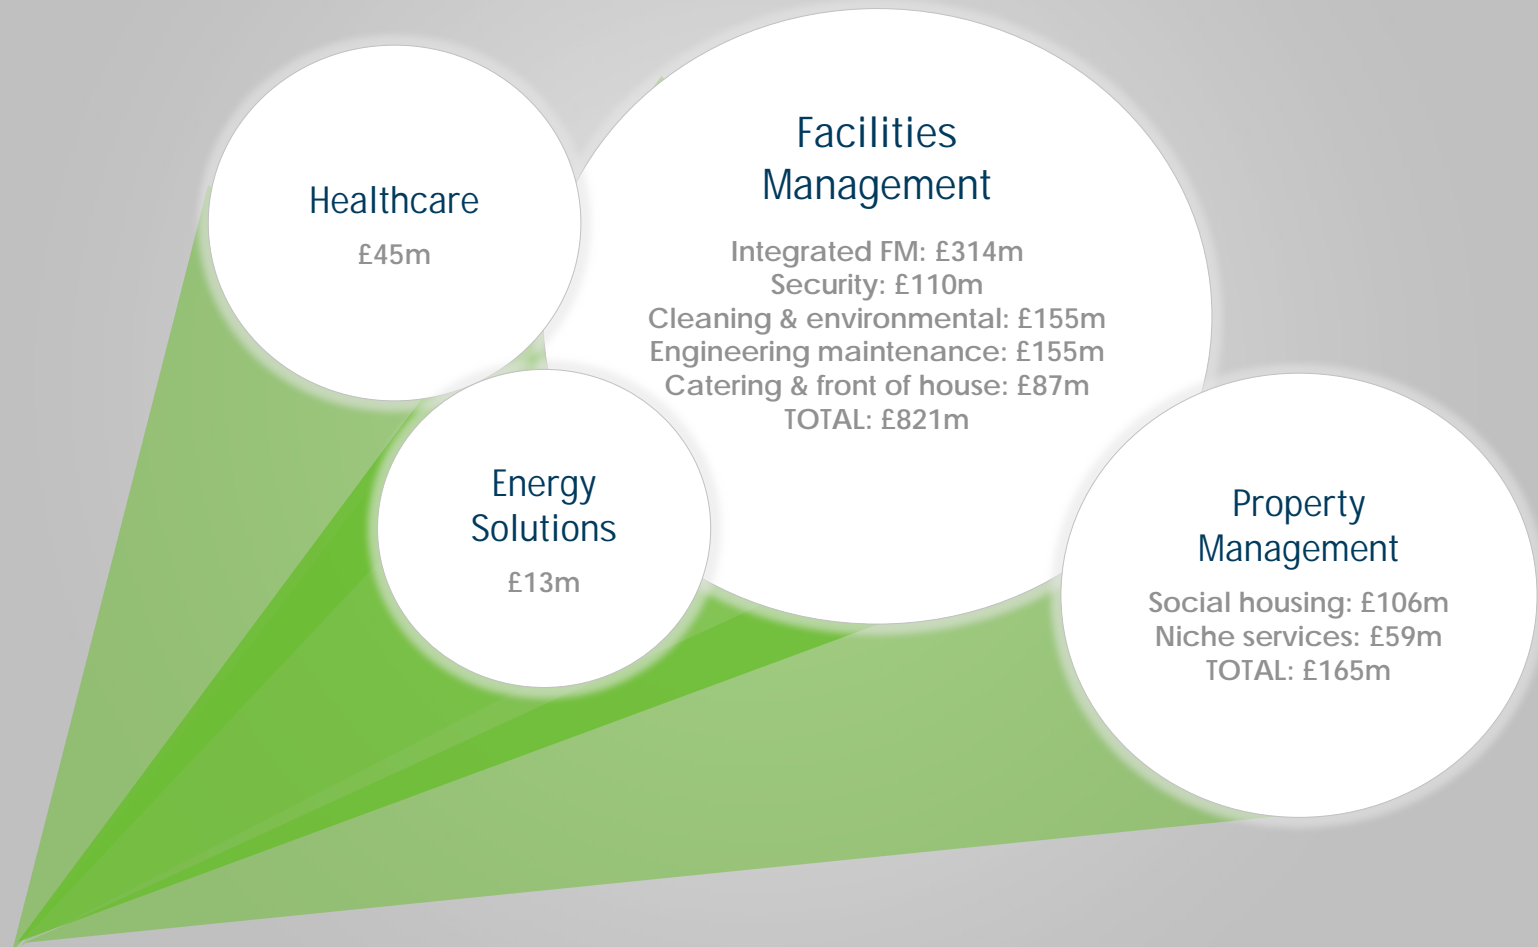 Healthcare
£45m
Facilities
Management
Integrated FM: £314m
Security: £110m
Cleaning & environmental: £155m
Engineering maintenance: £155m
Catering & front of house: £87m
TOTAL: £821m
Energy
Solutions
£13m
Property
Management
Social housing: £106m
Niche services: £59m
TOTAL: £165m